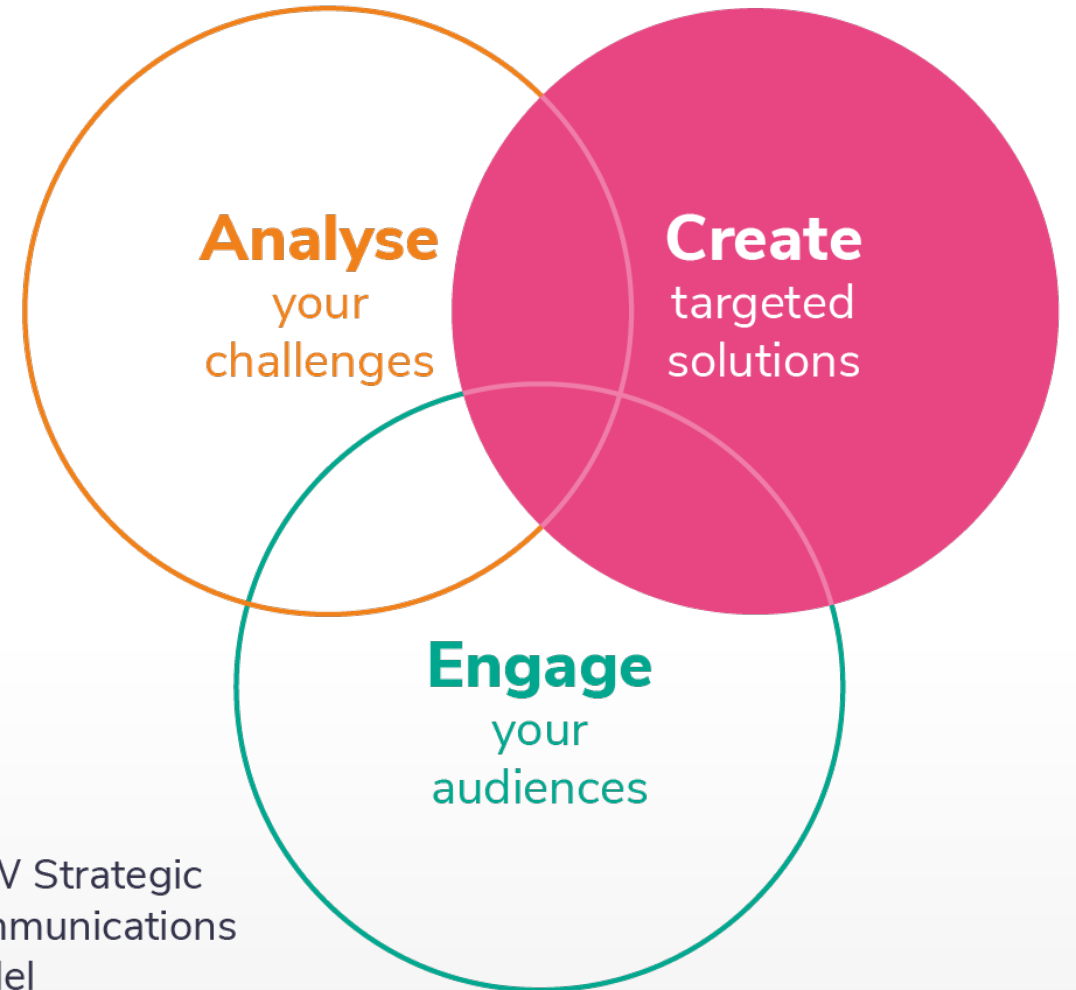 Analyse
your
challenges
Create
targeted
solutions
Engage
your
audiences
Strategic